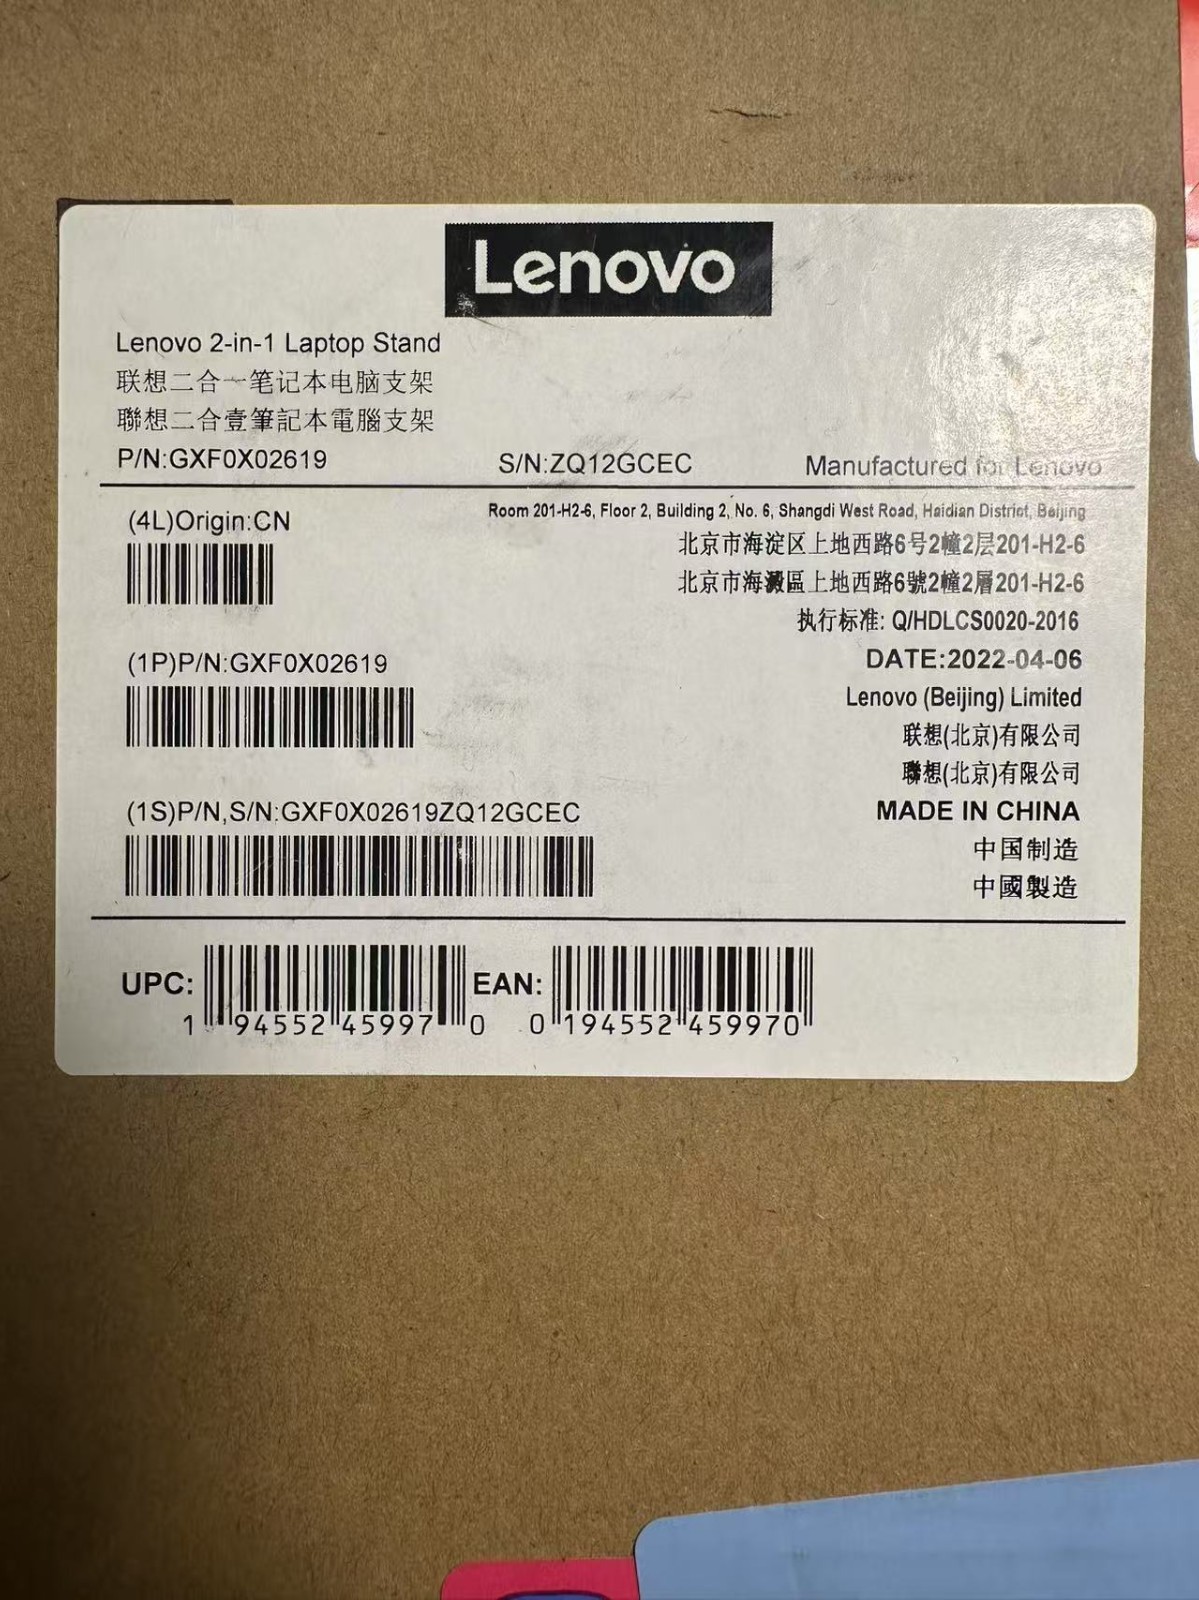 Lenovo
Lenovo 2-in-1 Laptop Stand
联想二合一笔记本电脑支架
聯想二合壹筆記本電腦支架
P/N:GXF0X02619 S/N:ZQ12GCEC Manufactured for Lenovo
(4L)Origin:CN
Room 201-H2-6, Floor 2, Building 2, No. 6, Shangdi West Road, Haidian District, Beijing
北京市海淀区上地西路6号2幢2层201-H2-6
北京市海澱區上地西路6號2幢2層201-H2-6
执行标准: Q/HDLCS0020-2016
(1P)P/N:GXF0X02619
DATE:2022-04-06
Lenovo (Beijing) Limited
联想(北京)有限公司
聯想(北京)有限公司
(1S)P/N,S/N:GXF0X02619ZQ12GCEC
MADE IN CHINA
中国制造
中國製造
UPC: 1 94552 45997 0 EAN: 0 194552 459970